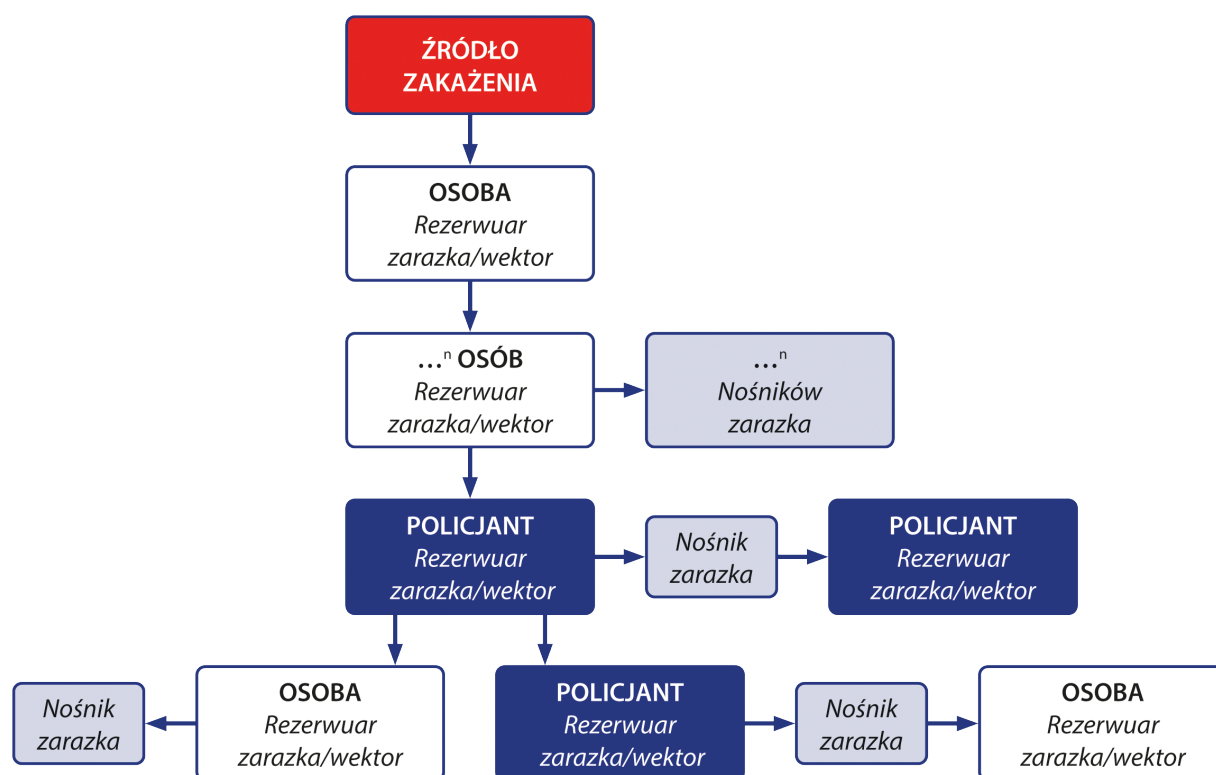 ŹRÓDŁO
ZAKAŻENIA
OSOBA
Rezerwuar
zarazka/wektor
...ⁿ OSÓB
Rezerwuar
zarazka/wektor
...ⁿ
Nośników
zarazka
POLICJANT
Rezerwuar
zarazka/wektor
Nośnik
zarazka
POLICJANT
Rezerwuar
zarazka/wektor
Nośnik
zarazka
OSOBA
Rezerwuar
zarazka/wektor
POLICJANT
Rezerwuar
zarazka/wektor
Nośnik
zarazka
OSOBA
Rezerwuar
zarazka/wektor